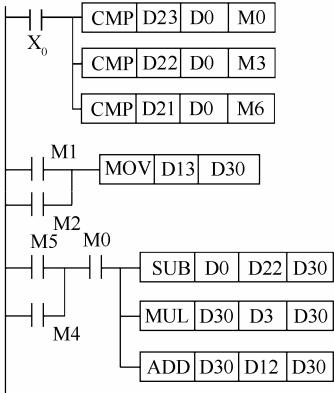 CMP D23 D0 M0
X0
CMP D22 D0 M3
CMP D21 D0 M6
M1
MOV D13 D30
M2
M5 M0
SUB D0 D22 D30
M4
MUL D30 D3 D30
ADD D30 D12 D30